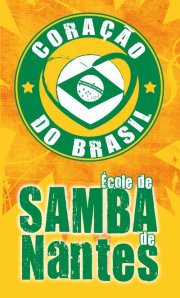 CORAÇÃO
DO BRASIL
École de
SAMBA
de
Nantes